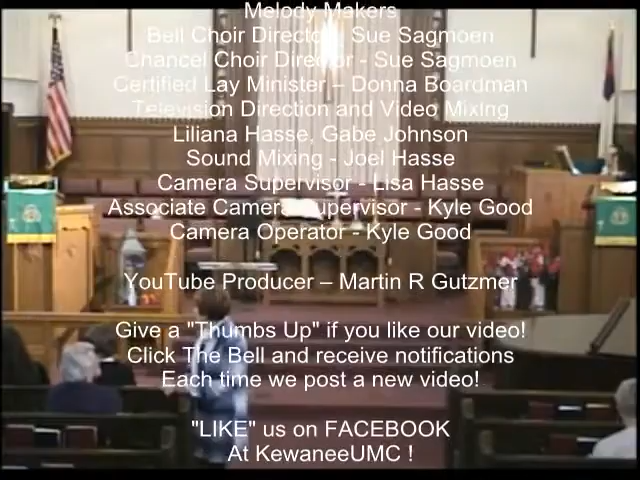 Melody Makers
Bell Choir Director - Sue Sagmoen
Chancel Choir Director - Sue Sagmoen
Certified Lay Minister – Donna Boardman
Television Direction and Video Mixing
Liliana Hasse, Gabe Johnson
Sound Mixing - Joel Hasse
Camera Supervisor - Lisa Hasse
Associate Camera Supervisor - Kyle Good
Camera Operator - Kyle Good
YouTube Producer – Martin R Gutzmer
Give a "Thumbs Up" if you like our video!
Click The Bell and receive notifications
Each time we post a new video!
"LIKE" us on FACEBOOK
At KewaneeUMC !